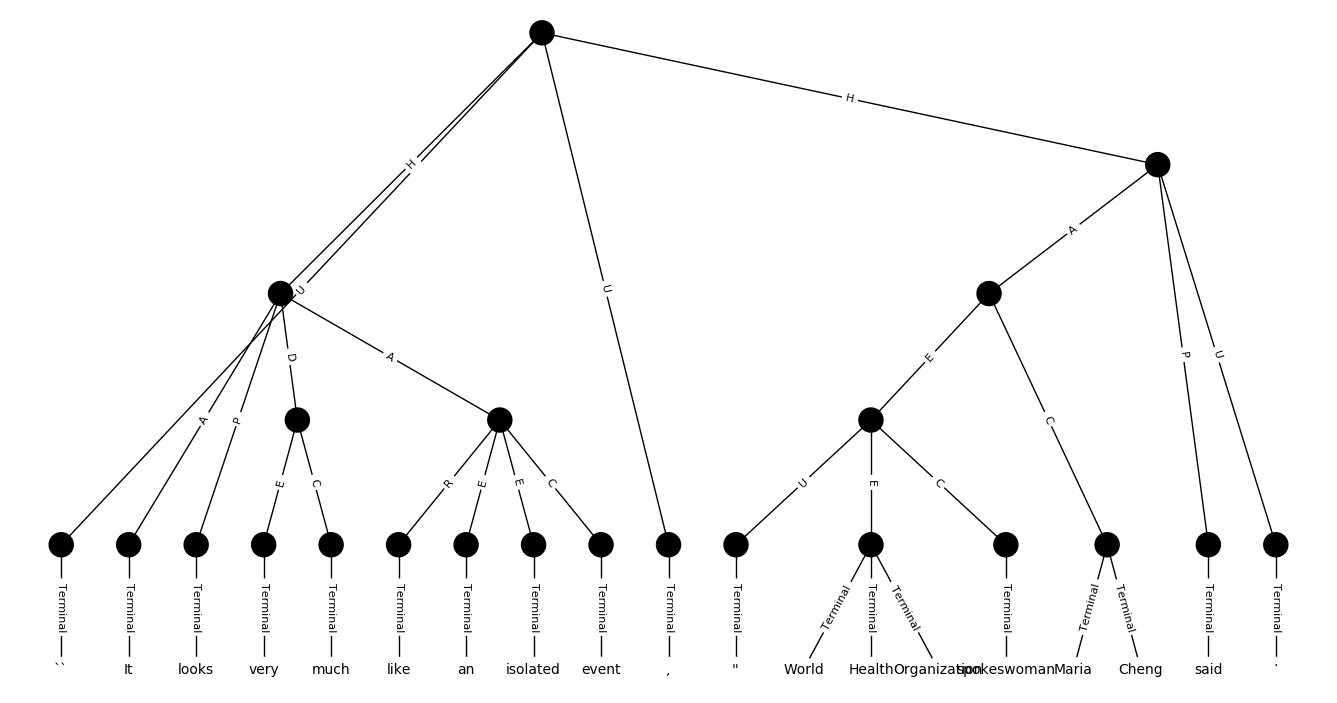 H
H
A
H
U
U
P
U
D
A
E
A
P
C
E
C
R
E
E
C
U
E
C
Terminal Terminal Terminal Terminal Terminal Terminal Terminal Terminal Terminal Terminal Terminal Terminal Terminal Terminal Terminal Terminal Terminal Terminal Terminal
`` It looks very much like an isolated event , " World Health Organization spokeswoman Maria Cheng said .